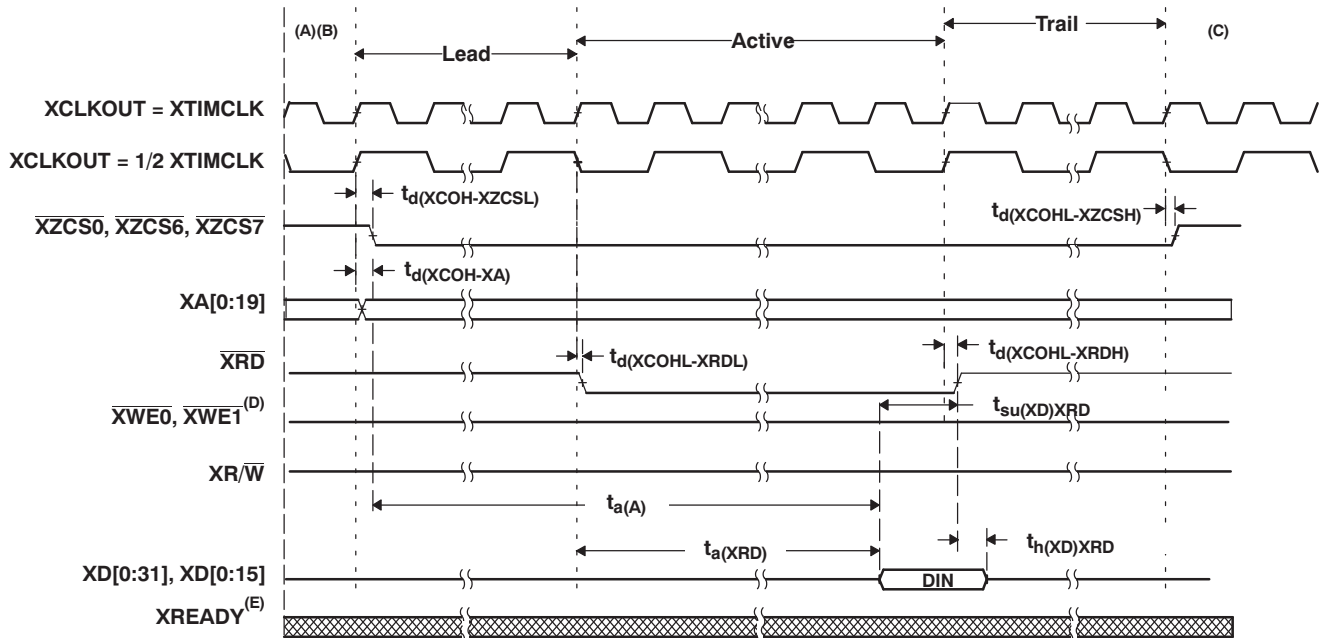 (A)(B)
Lead
Active
Trail
(C)
XCLKOUT = XTIMCLK
XCLKOUT = 1/2 XTIMCLK
td(XCOH-XZCSL)
td(XCOHL-XZCSH)
XZCS0, XZCS6, XZCS7
td(XCOH-XA)
XA[0:19]
XRD
td(XCOHL-XRDL)
td(XCOHL-XRDH)
XWE0, XWE1(D)
tsu(XD)XRD
XR/W
ta(A)
ta(XRD)
th(XD)XRD
XD[0:31], XD[0:15]
DIN
XREADY(E)